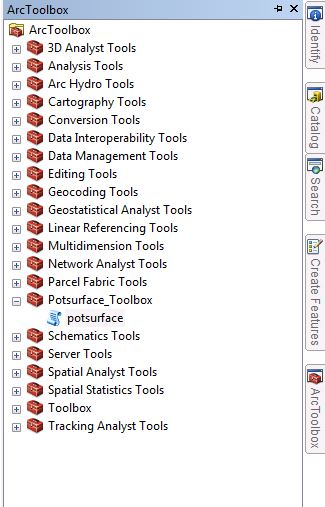 ArcToolbox
ArcToolbox
3D Analyst Tools
Analysis Tools
Arc Hydro Tools
Cartography Tools
Conversion Tools
Data Interoperability Tools
Data Management Tools
Editing Tools
Geocoding Tools
Geostatistical Analyst Tools
Linear Referencing Tools
Multidimension Tools
Network Analyst Tools
Parcel Fabric Tools
Potsurface_Toolbox
potsurface
Schematics Tools
Server Tools
Spatial Analyst Tools
Spatial Statistics Tools
Toolbox
Tracking Analyst Tools
Identify
Catalog
Search
Create Features
ArcToolbox